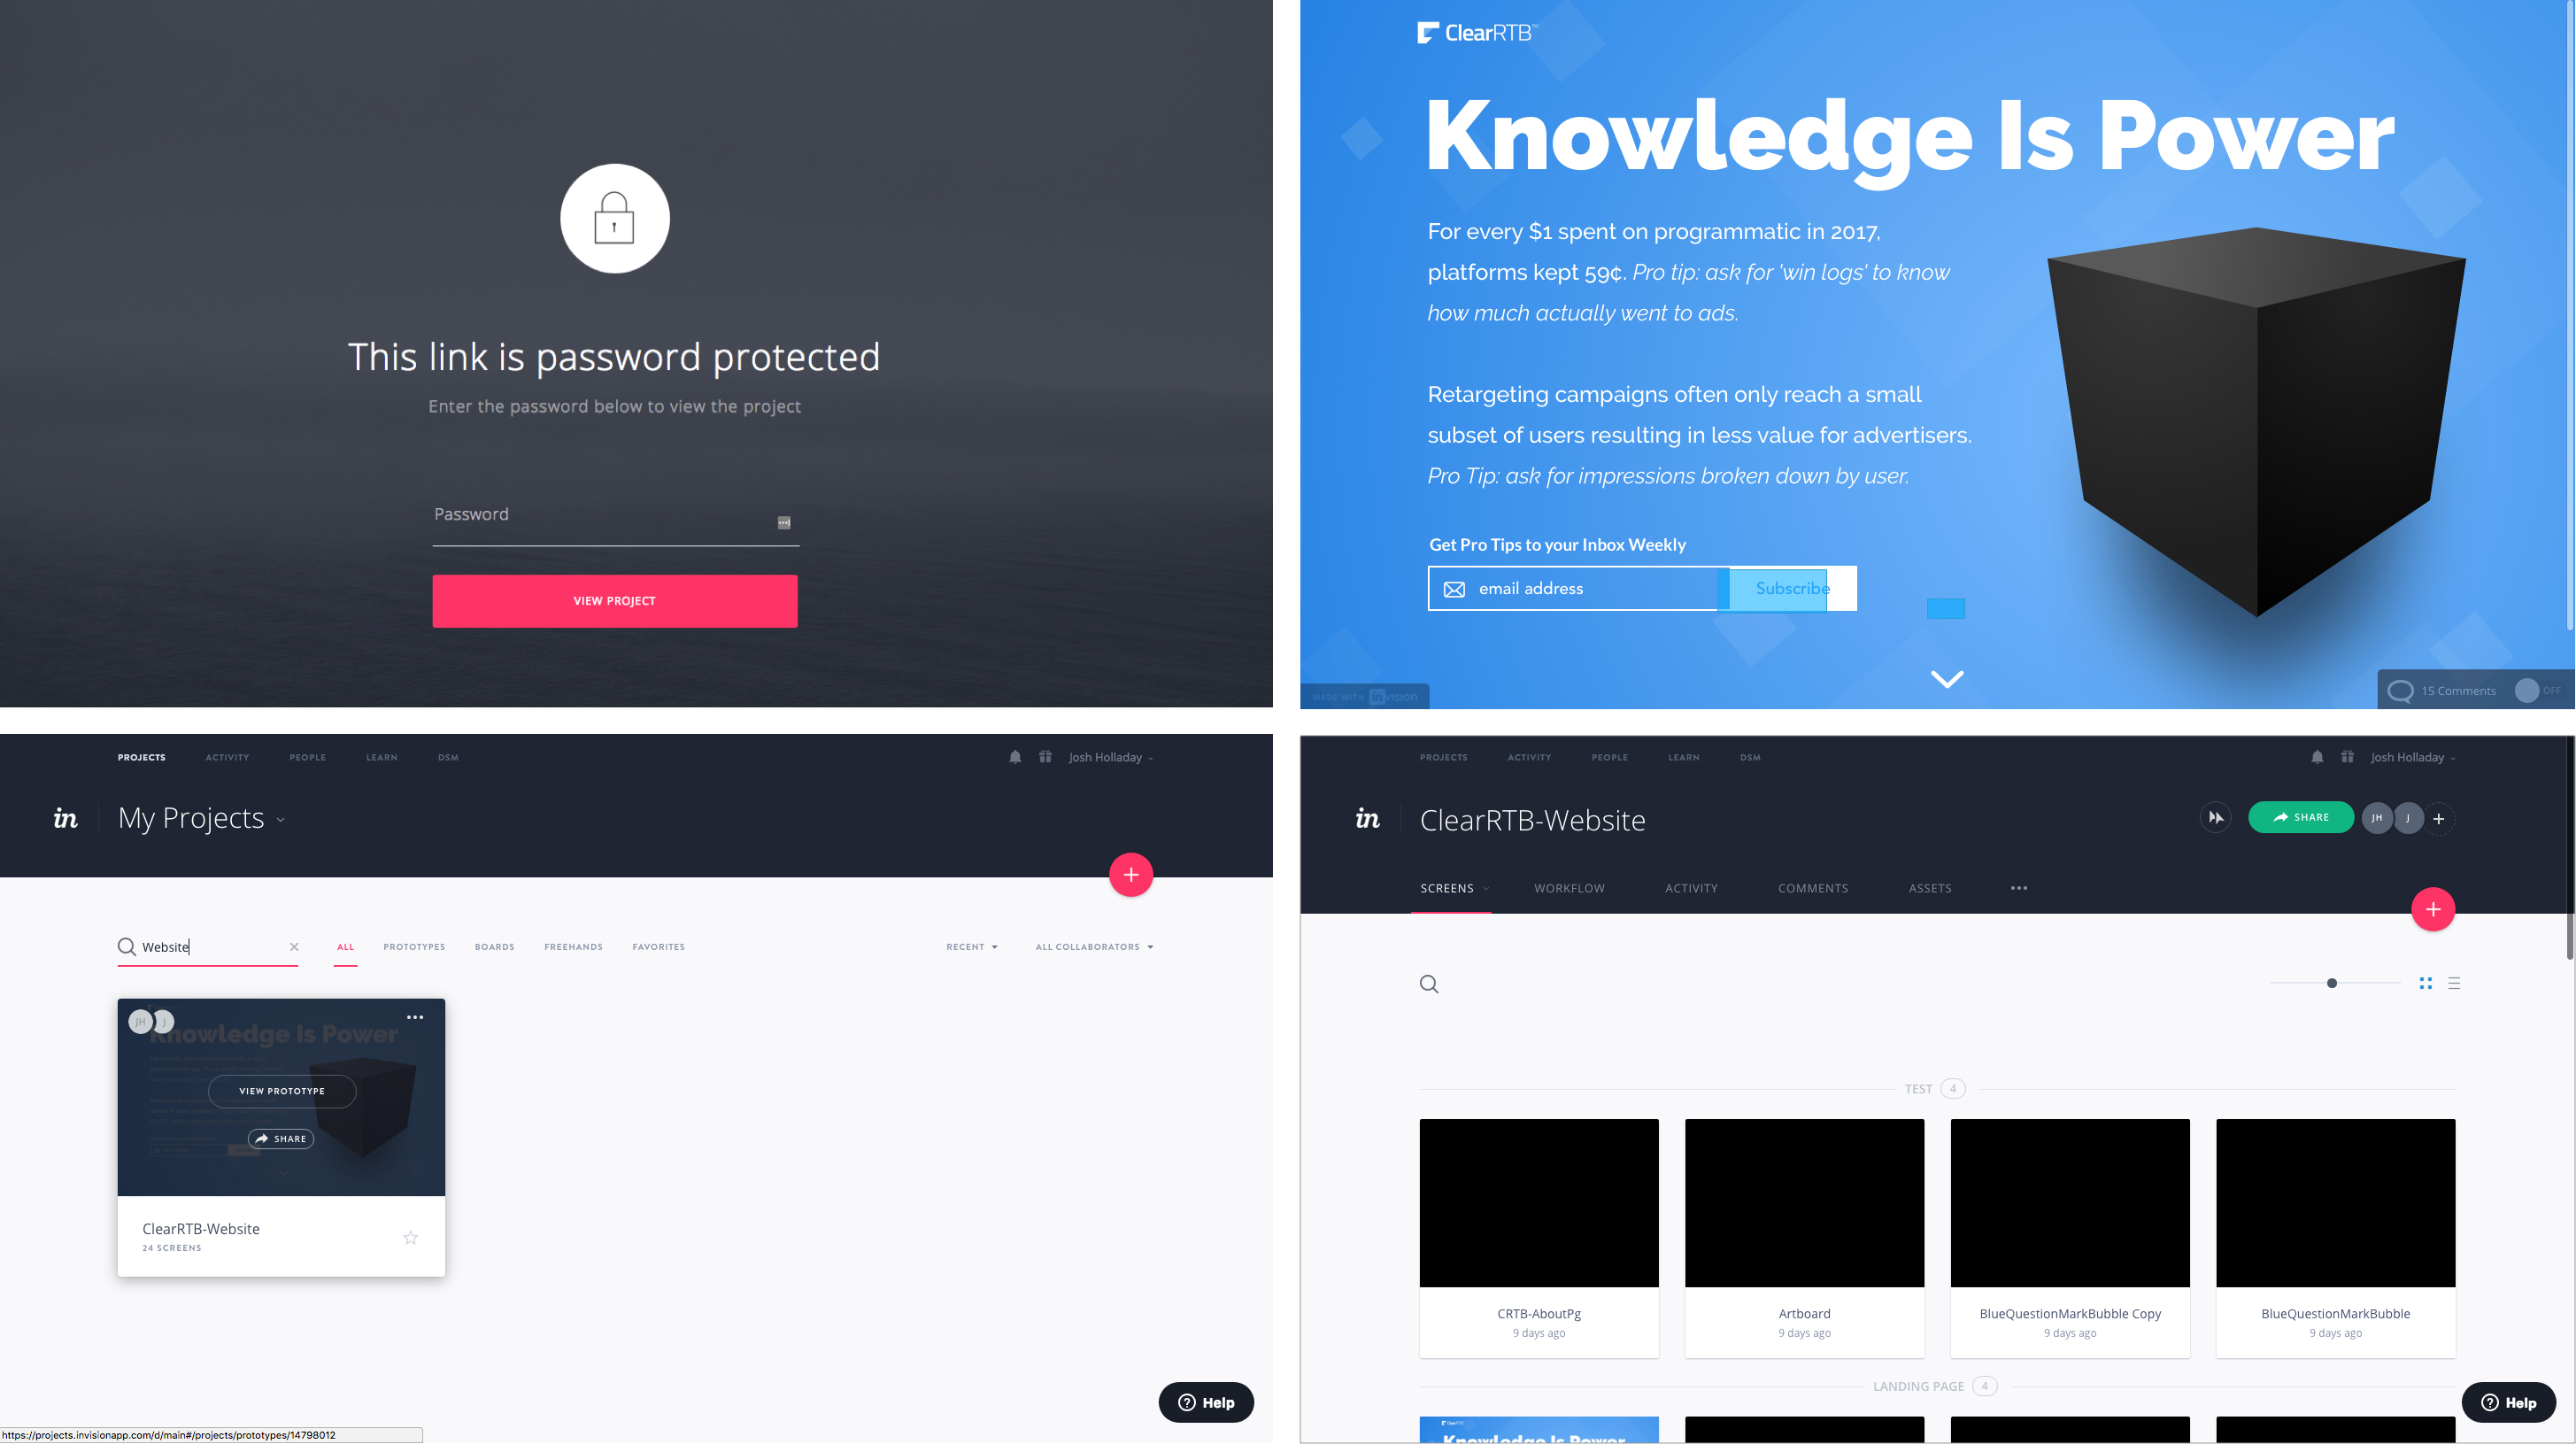 This link is password protected
Enter the password below to view the project
Password
VIEW PROJECT
ClearRTB™
Knowledge Is Power
For every $1 spent on programmatic in 2017,
platforms kept 59¢. Pro tip: ask for 'win logs' to know
how much actually went to ads.
Retargeting campaigns often only reach a small
subset of users resulting in less value for advertisers.
Pro Tip: ask for impressions broken down by user.
Get Pro Tips to your Inbox Weekly
email address
Subscribe
MADE WITH invision
15 Comments
OFF
PROJECTS ACTIVITY PEOPLE LEARN DSM
Josh Holladay
in
My Projects
Website
ALL PROTOTYPES BOARDS FREEHANDS FAVORITES
RECENT ALL COLLABORATORS
JH J
Knowledge Is Power
VIEW PROTOTYPE
SHARE
ClearRTB-Website
24 SCREENS
Help
https://projects.invisionapp.com/d/main#/projects/prototypes/14798012
PROJECTS ACTIVITY PEOPLE LEARN DSM
Josh Holladay
in
ClearRTB-Website
SHARE
JH J
SCREENS WORKFLOW ACTIVITY COMMENTS ASSETS
TEST 4
CRTB-AboutPg
9 days ago
Artboard
9 days ago
BlueQuestionMarkBubble Copy
9 days ago
BlueQuestionMarkBubble
9 days ago
LANDING PAGE 4
ClearRTB
Knowledge Is Power
Help